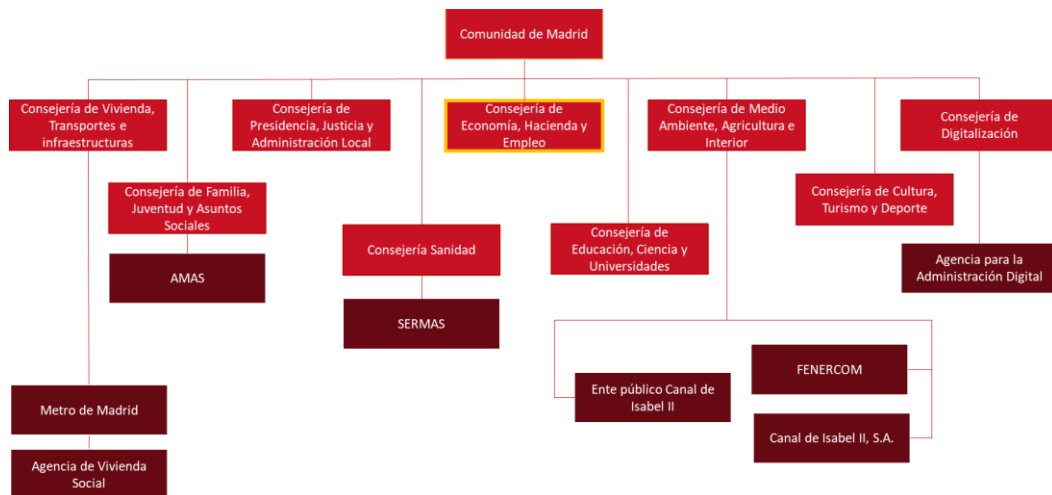 Comunidad de Madrid
Consejería de Vivienda,
Transportes e
infraestructuras
Consejería de
Presidencia, Justicia y
Administración Local
Consejería de
Economía, Hacienda y
Empleo
Consejería de Medio
Ambiente, Agricultura e
Interior
Consejería de
Digitalización
Consejería de Familia,
Juventud y Asuntos
Sociales
Consejería Sanidad
Consejería de
Educación, Ciencia y
Universidades
Consejería de Cultura,
Turismo y Deporte
AMAS
SERMAS
Agencia para la
Administración Digital
Metro de Madrid
Agencia de Vivienda
Social
Ente público Canal de
Isabel II
FENERCOM
Canal de Isabel II, S.A.